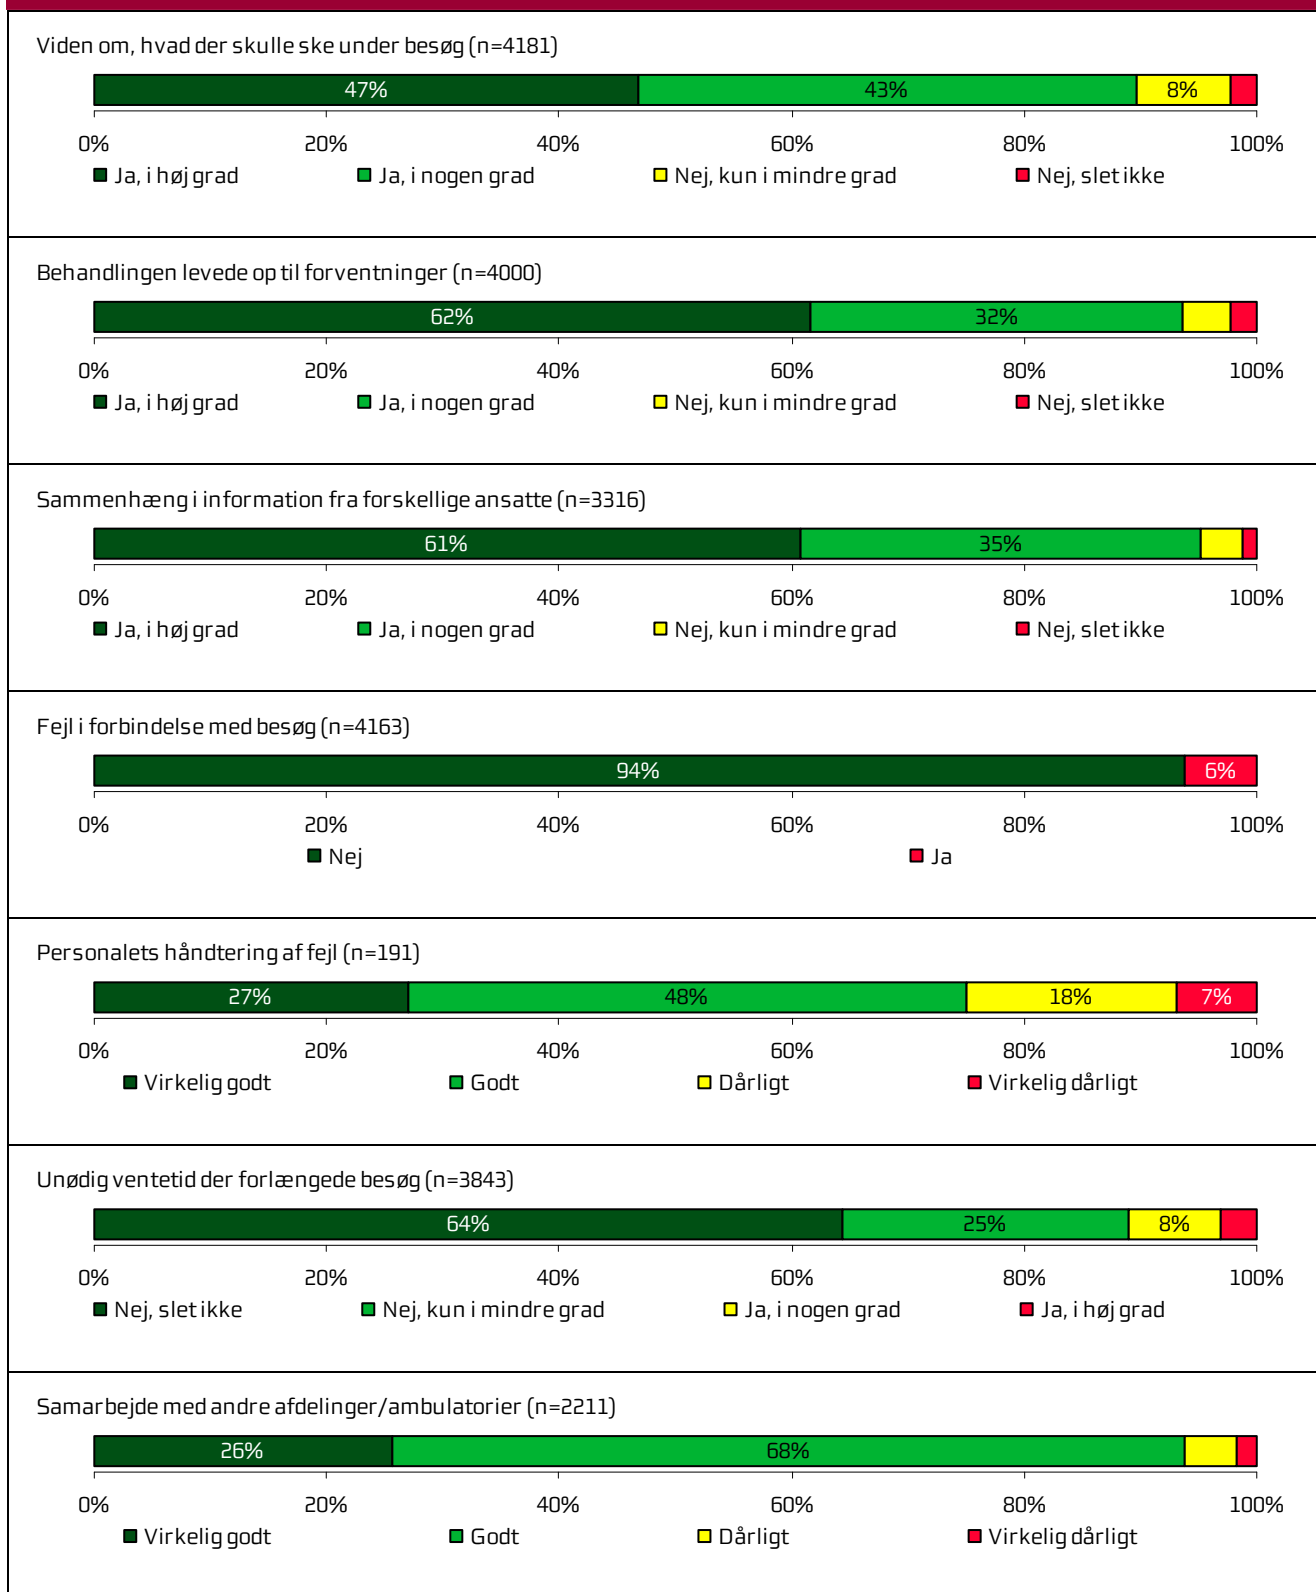 Viden om, hvad der skulle ske under besøg (n=4181)
47% 43% 8%
0% 20% 40% 60% 80% 100%
Ja, i høj grad Ja, i nogen grad Nej, kun i mindre grad Nej, slet ikke
Behandlingen levede op til forventninger (n=4000)
62% 32%
0% 20% 40% 60% 80% 100%
Ja, i høj grad Ja, i nogen grad Nej, kun i mindre grad Nej, slet ikke
Sammenhæng i information fra forskellige ansatte (n=3316)
61% 35%
0% 20% 40% 60% 80% 100%
Ja, i høj grad Ja, i nogen grad Nej, kun i mindre grad Nej, slet ikke
Fejl i forbindelse med besøg (n=4163)
94% 6%
0% 20% 40% 60% 80% 100%
Nej Ja
Personalets håndtering af fejl (n=191)
27% 48% 18% 7%
0% 20% 40% 60% 80% 100%
Virkelig godt Godt Dårligt Virkelig dårligt
Unødig ventetid der forlængede besøg (n=3843)
64% 25% 8%
0% 20% 40% 60% 80% 100%
Nej, slet ikke Nej, kun i mindre grad Ja, i nogen grad Ja, i høj grad
Samarbejde med andre afdelinger/ambulatorier (n=2211)
26% 68%
0% 20% 40% 60% 80% 100%
Virkelig godt Godt Dårligt Virkelig dårligt